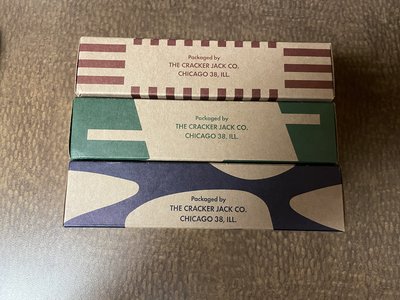 Packaged by
THE CRACKER JACK CO.
CHICAGO 38, ILL.
Packaged by
THE CRACKER JACK CO.
CHICAGO 38, ILL.
Packaged by
THE CRACKER JACK CO.
CHICAGO 38, ILL.